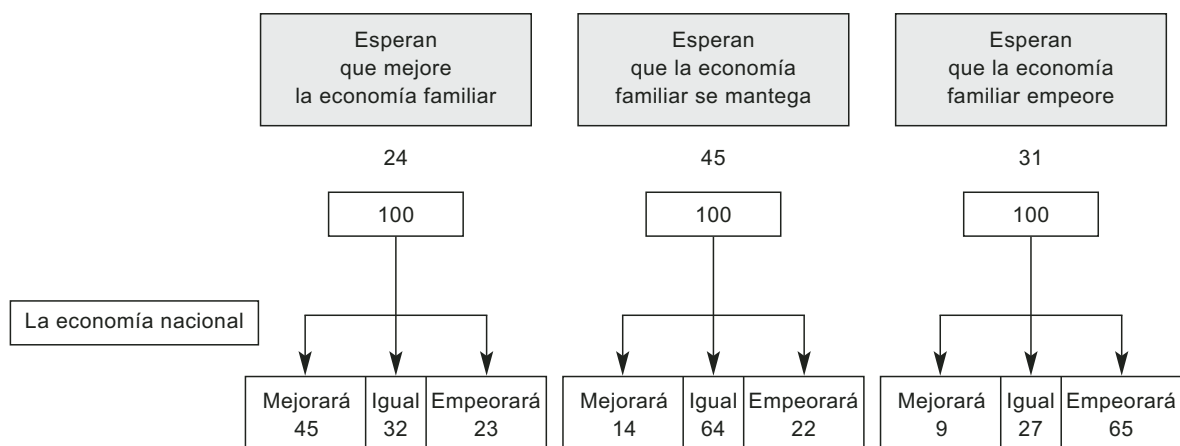 Esperan
que mejore
la economía familiar
Esperan
que la economía
familiar se mantega
Esperan
que la economía
familiar empeore
24
45
31
100
100
100
La economía nacional
Mejorará
45
Igual
32
Empeorará
23
Mejorará
14
Igual
64
Empeorará
22
Mejorará
9
Igual
27
Empeorará
65